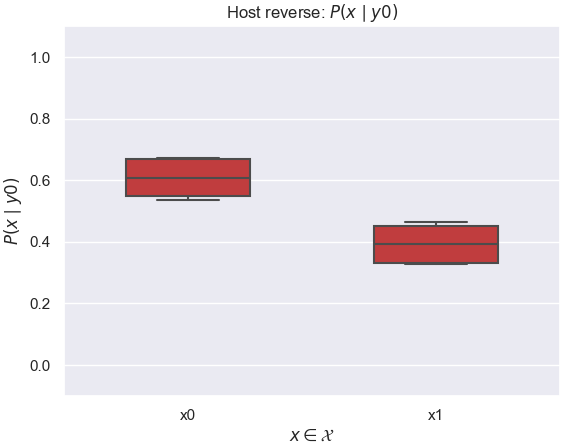 Host reverse: P(x | y0)
P(x | y0)
1.0
0.8
0.6
0.4
0.2
0.0
x0 x1
x ∈ 𝒳